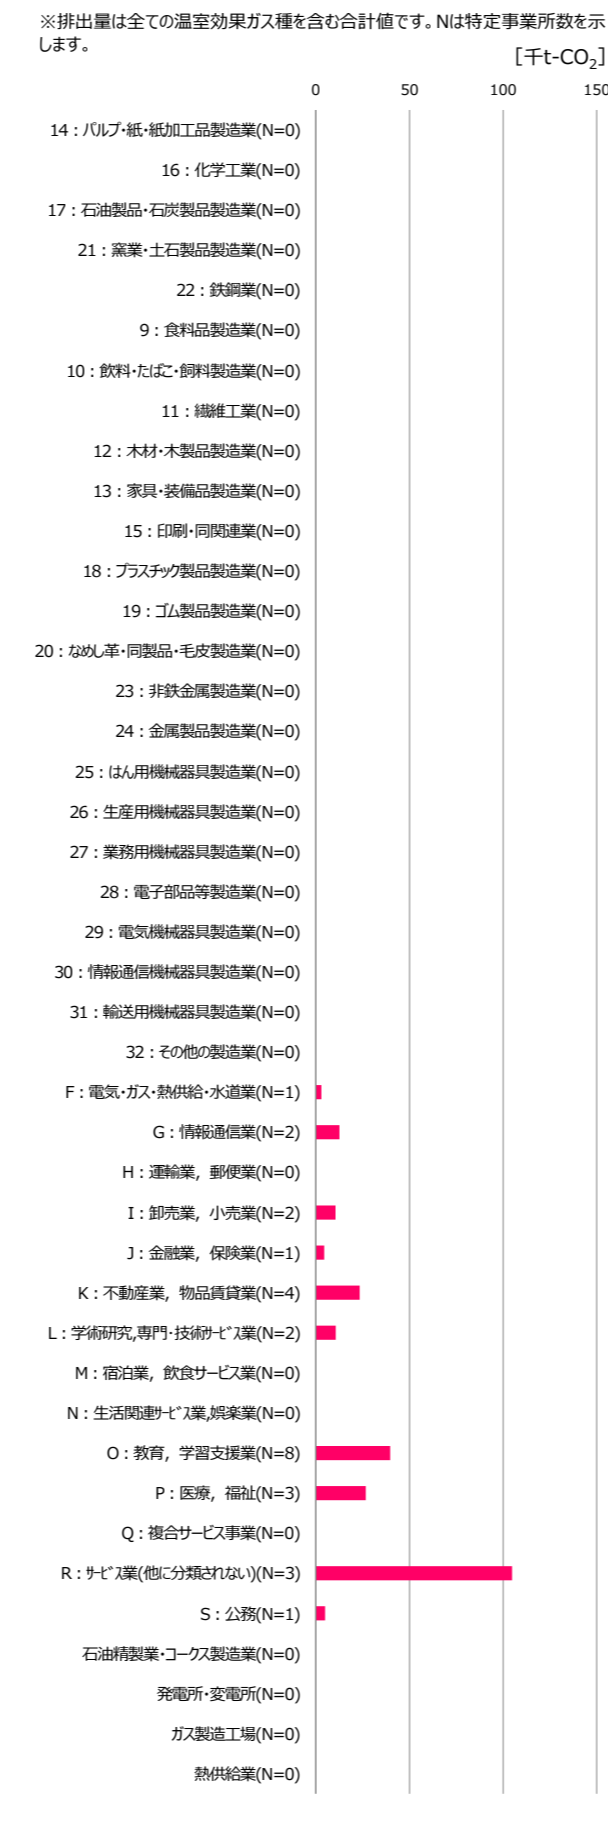 ※排出量は全ての温室効果ガス種を含む合計値です。Nは特定事業所数を示
します。
[千t-CO₂]
0 50 100 150
14：パルプ・紙・紙加工品製造業(N=0)
16：化学工業(N=0)
17：石油製品・石炭製品製造業(N=0)
21：窯業・土石製品製造業(N=0)
22：鉄鋼業(N=0)
9：食料品製造業(N=0)
10：飲料・たばこ・飼料製造業(N=0)
11：繊維工業(N=0)
12：木材・木製品製造業(N=0)
13：家具・装備品製造業(N=0)
15：印刷・同関連業(N=0)
18：プラスチック製品製造業(N=0)
19：ゴム製品製造業(N=0)
20：なめし革・同製品・毛皮製造業(N=0)
23：非鉄金属製造業(N=0)
24：金属製品製造業(N=0)
25：はん用機械器具製造業(N=0)
26：生産用機械器具製造業(N=0)
27：業務用機械器具製造業(N=0)
28：電子部品等製造業(N=0)
29：電気機械器具製造業(N=0)
30：情報通信機械器具製造業(N=0)
31：輸送用機械器具製造業(N=0)
32：その他の製造業(N=0)
F：電気・ガス・熱供給・水道業(N=1)
G：情報通信業(N=2)
H：運輸業，郵便業(N=0)
I：卸売業，小売業(N=2)
J：金融業，保険業(N=1)
K：不動産業，物品賃貸業(N=4)
L：学術研究,専門・技術ｻｰﾋﾞｽ業(N=2)
M：宿泊業，飲食サービス業(N=0)
N：生活関連ｻｰﾋﾞｽ業,娯楽業(N=0)
O：教育，学習支援業(N=8)
P：医療，福祉(N=3)
Q：複合サービス事業(N=0)
R：ｻｰﾋﾞｽ業(他に分類されない)(N=3)
S：公務(N=1)
石油精製業・コークス製造業(N=0)
発電所・変電所(N=0)
ガス製造工場(N=0)
熱供給業(N=0)